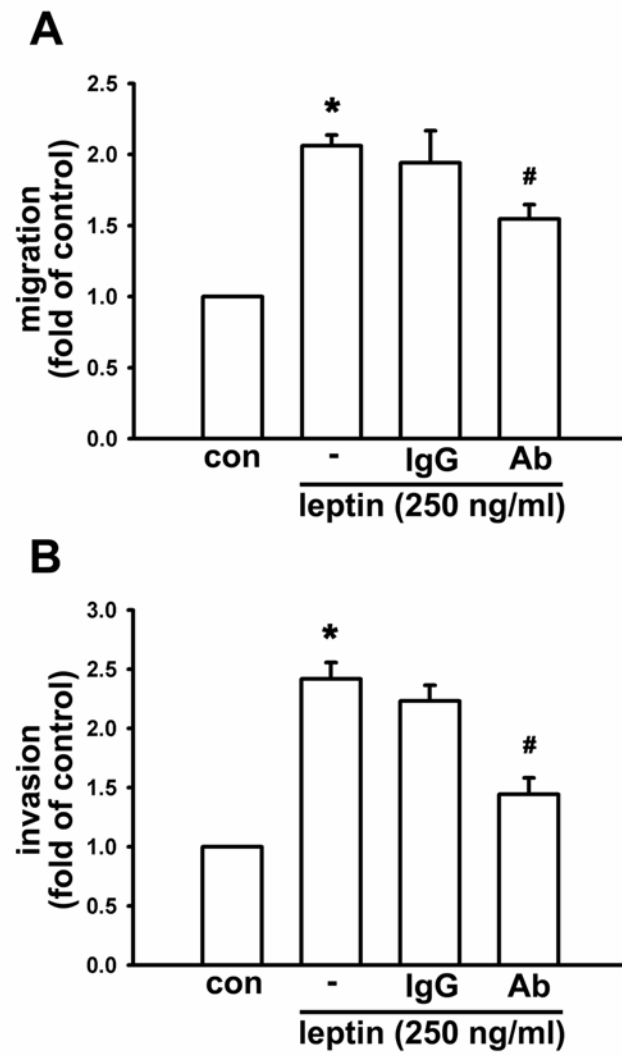 A
migration
(fold of control)
2.5
2.0
1.5
1.0
0.5
0.0
*
#
con - IgG Ab
leptin (250 ng/ml)
B
invasion
(fold of control)
3.0
2.5
2.0
1.5
1.0
0.5
0.0
*
#
con - IgG Ab
leptin (250 ng/ml)